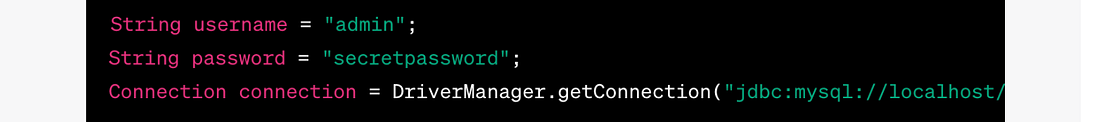 String username = "admin";
String password = "secretpassword";
Connection connection = DriverManager.getConnection("jdbc:mysql://localhost/